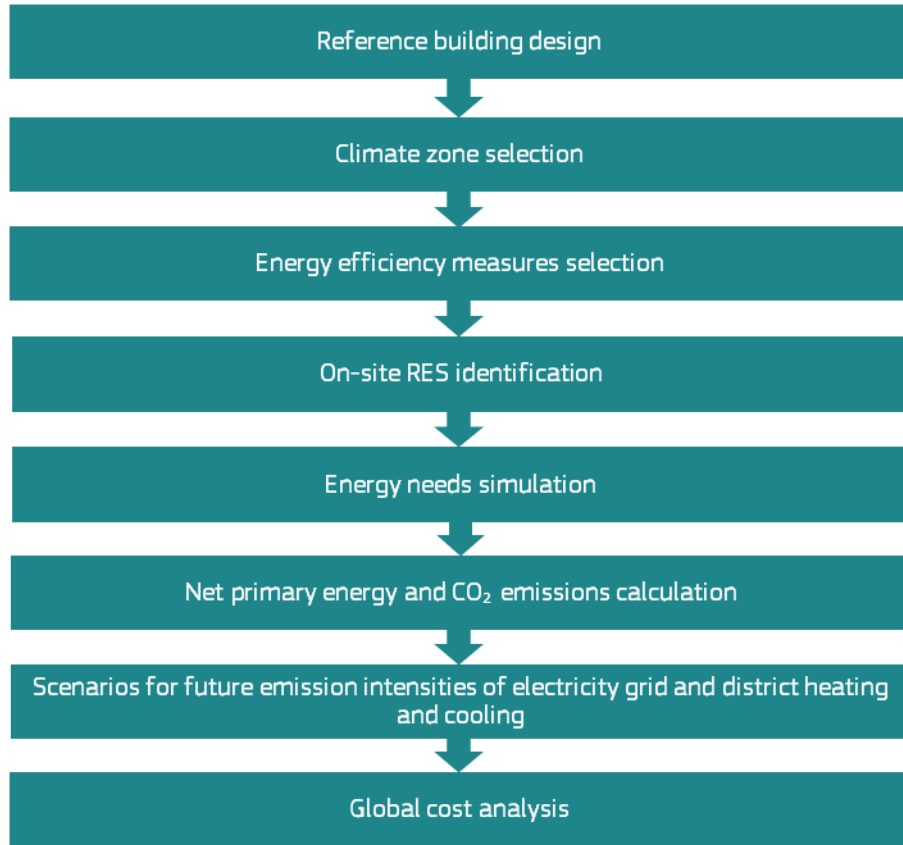 Reference building design
Climate zone selection
Energy efficiency measures selection
On-site RES identification
Energy needs simulation
Net primary energy and CO₂ emissions calculation
Scenarios for future emission intensities of electricity grid and district heating
and cooling
Global cost analysis